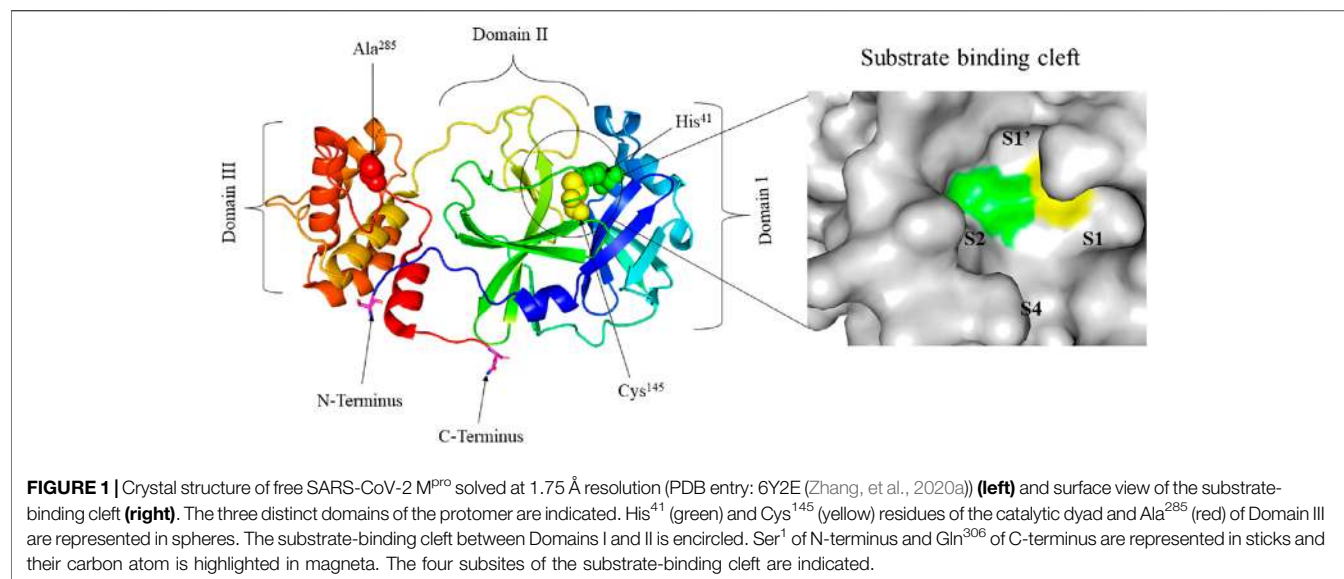 Domain II
Ala²⁸⁵
Substrate binding cleft
His⁴¹
S1’
Domain III
Domain 1
S2
S1
S4
N-Terminus
Cys¹⁴⁵
C-Terminus
FIGURE 1 | Crystal structure of free SARS-CoV-2 Mᵖʳᵒ solved at 1.75 Å resolution (PDB entry: 6Y2E (Zhang, et al., 2020a)) (left) and surface view of the substrate-
binding cleft (right). The three distinct domains of the protomer are indicated. His⁴¹ (green) and Cys¹⁴⁵ (yellow) residues of the catalytic dyad and Ala²⁸⁵ (red) of Domain III
are represented in spheres. The substrate-binding cleft between Domains I and II is encircled. Ser¹ of N-terminus and Gln³⁰⁶ of C-terminus are represented in sticks and
their carbon atom is highlighted in magneta. The four subsites of the substrate-binding cleft are indicated.